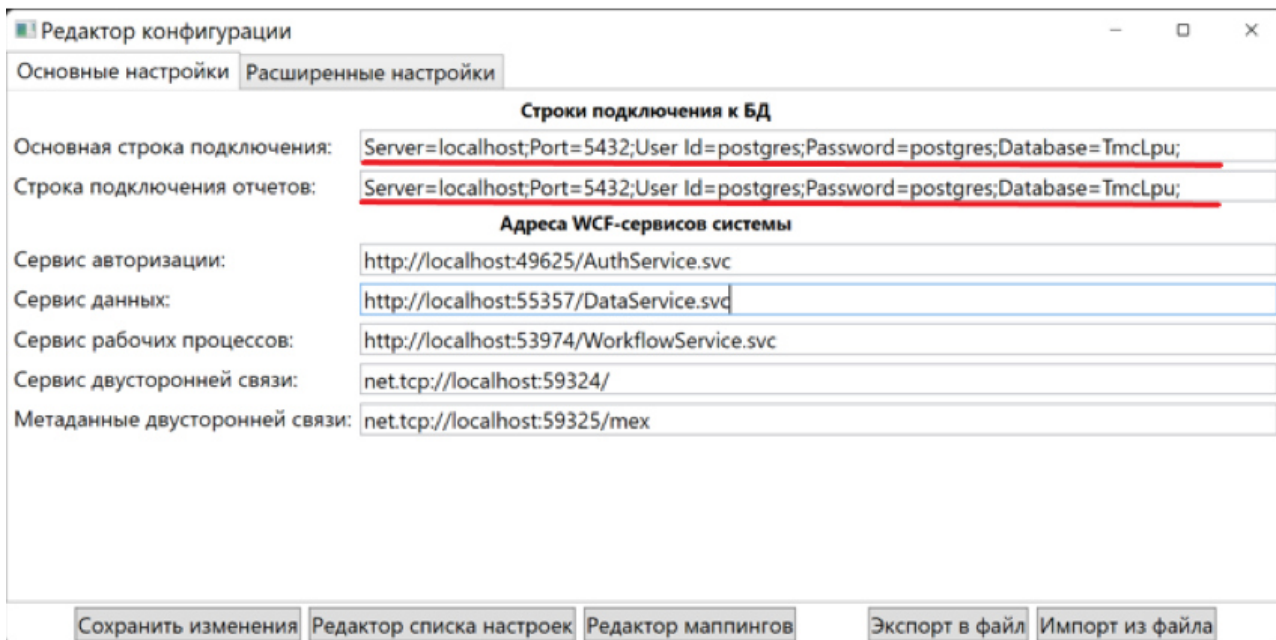 Редактор конфигурации
Основные настройки Расширенные настройки
Строки подключения к БД
Основная строка подключения: Server=localhost;Port=5432;User Id=postgres;Password=postgres;Database=TmcLpu;
Строка подключения отчетов: Server=localhost;Port=5432;User Id=postgres;Password=postgres;Database=TmcLpu;
Адреса WCF-сервисов системы
Сервис авторизации: http://localhost:49625/AuthService.svc
Сервис данных: http://localhost:55357/DataService.svc
Сервис рабочих процессов: http://localhost:53974/WorkflowService.svc
Сервис двусторонней связи: net.tcp://localhost:59324/
Метаданные двусторонней связи: net.tcp://localhost:59325/mex
Сохранить изменения Редактор списка настроек Редактор маппингов Экспорт в файл Импорт из файла